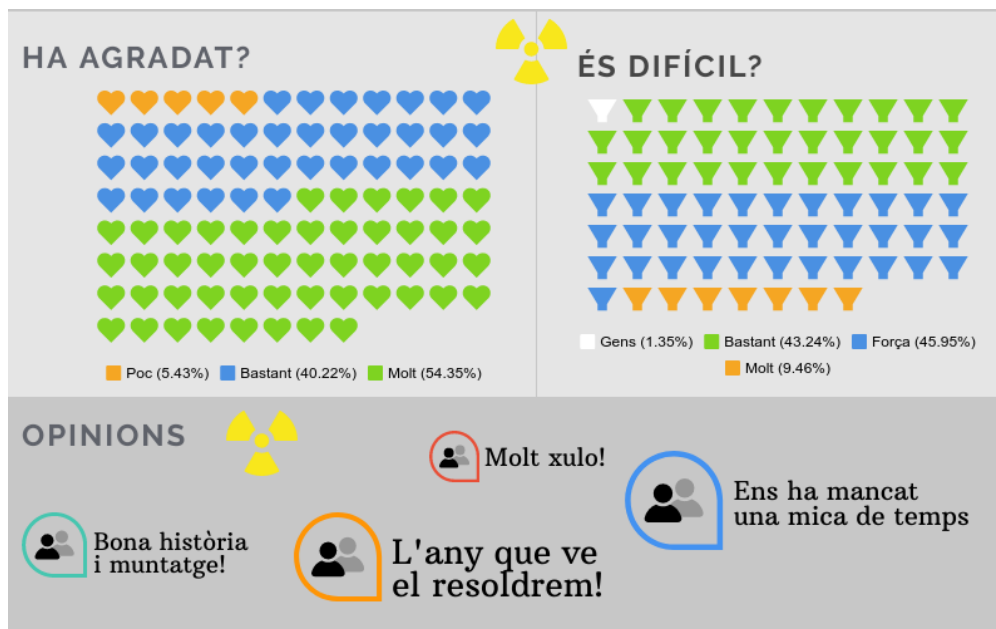 HA AGRADAT?
Poc (5.43%) Bastant (40.22%) Molt (54.35%)
ÉS DIFÍCIL?
Gens (1.35%) Bastant (43.24%) Força (45.95%)
Molt (9.46%)
OPINIONS
Molt xulo!
Ens ha mancat
una mica de temps
Bona història
i muntatge!
L'any que ve
el resoldrem!